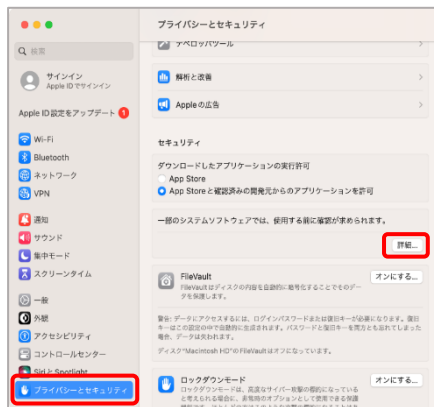 プライバシーとセキュリティ
検索
デベロッパツール
サインイン
Apple IDでサインイン
解析と改善
Appleの広告
Apple ID設定をアップデート 1
セキュリティ
Wi-Fi
Bluetooth
ネットワーク
VPN
ダウンロードしたアプリケーションの実行許可
App Store
App Storeと確認済みの開発元からのアプリケーションを許可
通知
サウンド
集中モード
スクリーンタイム
一部のシステムソフトウェアでは、使用する前に確認が求められます。
詳細...
一般
外観
アクセシビリティ
コントロールセンター
Siriと Spotlight
プライバシーとセキュリティ
FileVault
オンにする...
FileVaultはディスクの内容を自動的に暗号化することでそのデー
タを保護します。
警告: データにアクセスするには、ログインパスワードまたは復旧キーが必要になります。復旧
キーはこの設定の中で自動的に生成されます。パスワードと復旧キーを両方とも忘れてしまった
場合、データは失われます。
ディスク"Macintosh HD"のFileVaultはオフになっています。
ロックダウンモード
オンにする...
ロックダウンモードは、高度なサイバー攻撃の標的になっている
と考えられる場合に、非常時のオプションとして使用できる保護